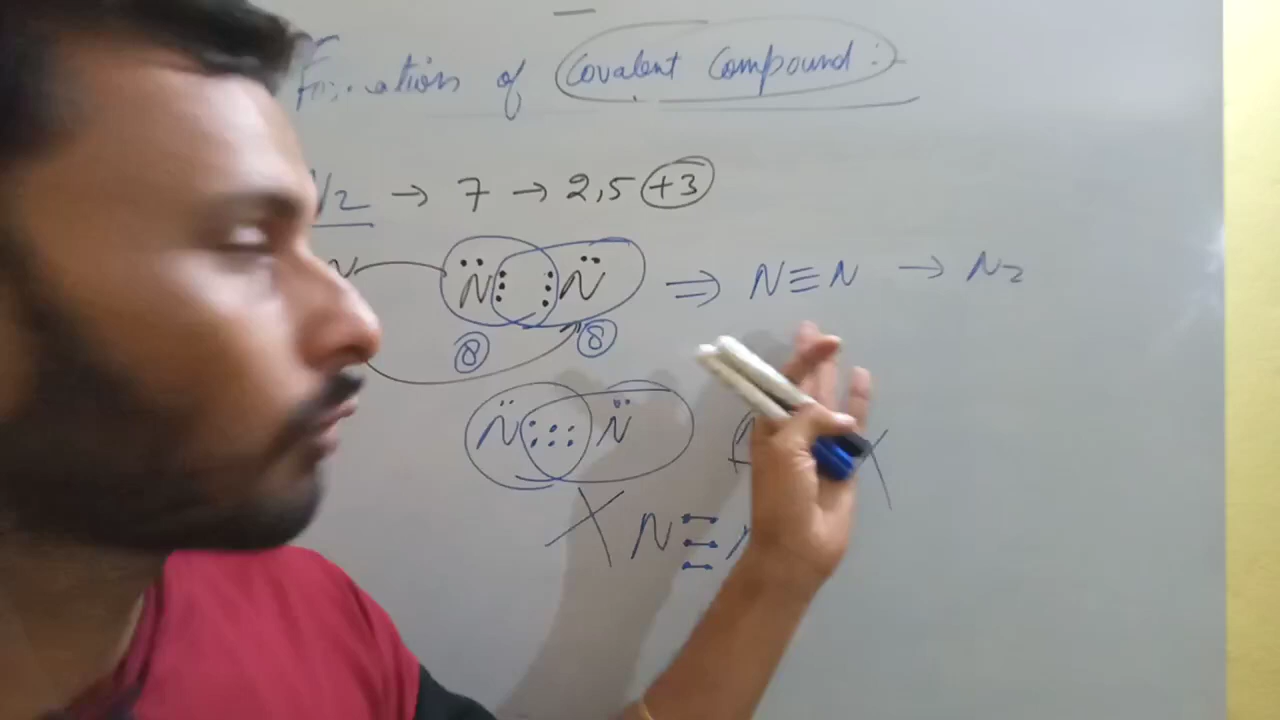 Formation of Covalent Compound :-
N2 → 7 → 2,5 +3
N N N ⇒ N≡N → N2
8 8
N N
X N≡